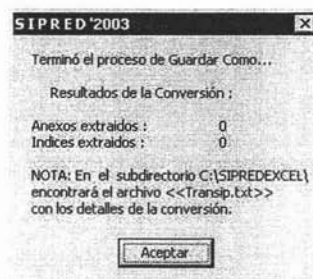 SIPRED'2003
Terminó el proceso de Guardar Como...
Resultados de la Conversión :
Anexos extraidos : 0
Indices extraidos : 0
NOTA: En el subdirectorio C:\SIPREDEXCEL\
encontrará el archivo <<Transip.txt>>
con los detalles de la conversión.
Aceptar